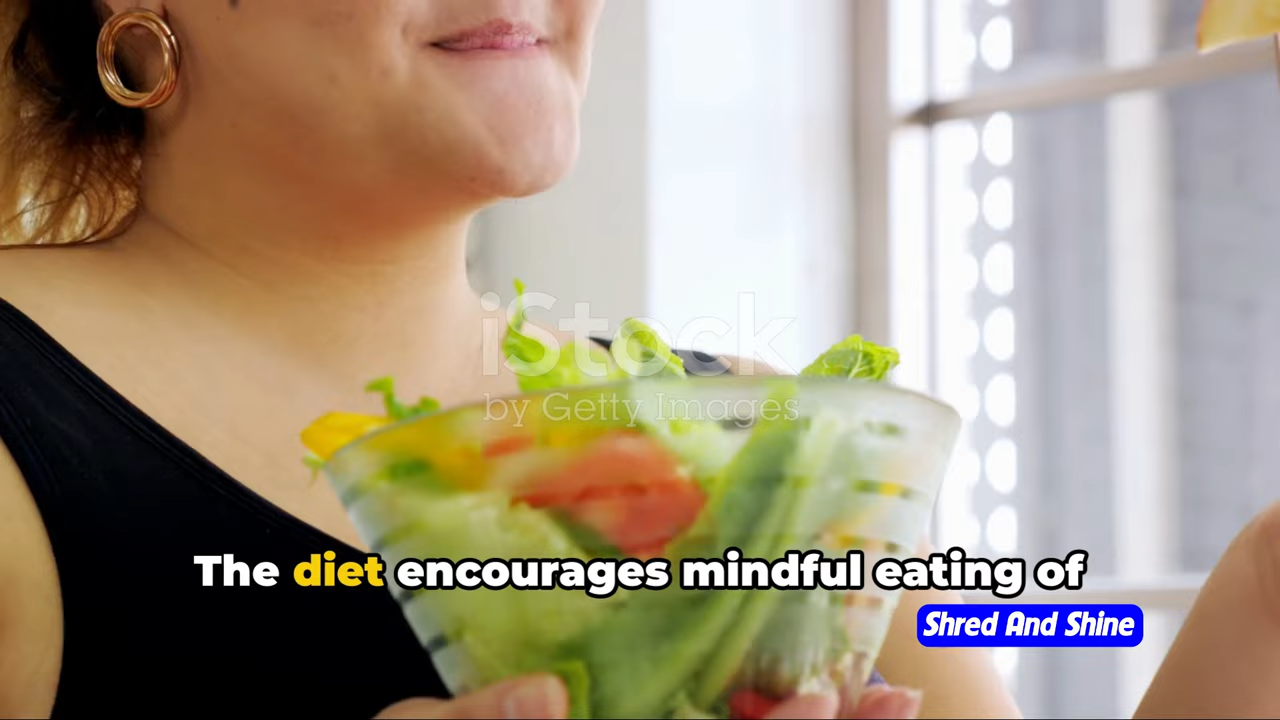 iStock
by Getty Images
The diet encourages mindful eating of
Shred And Shine